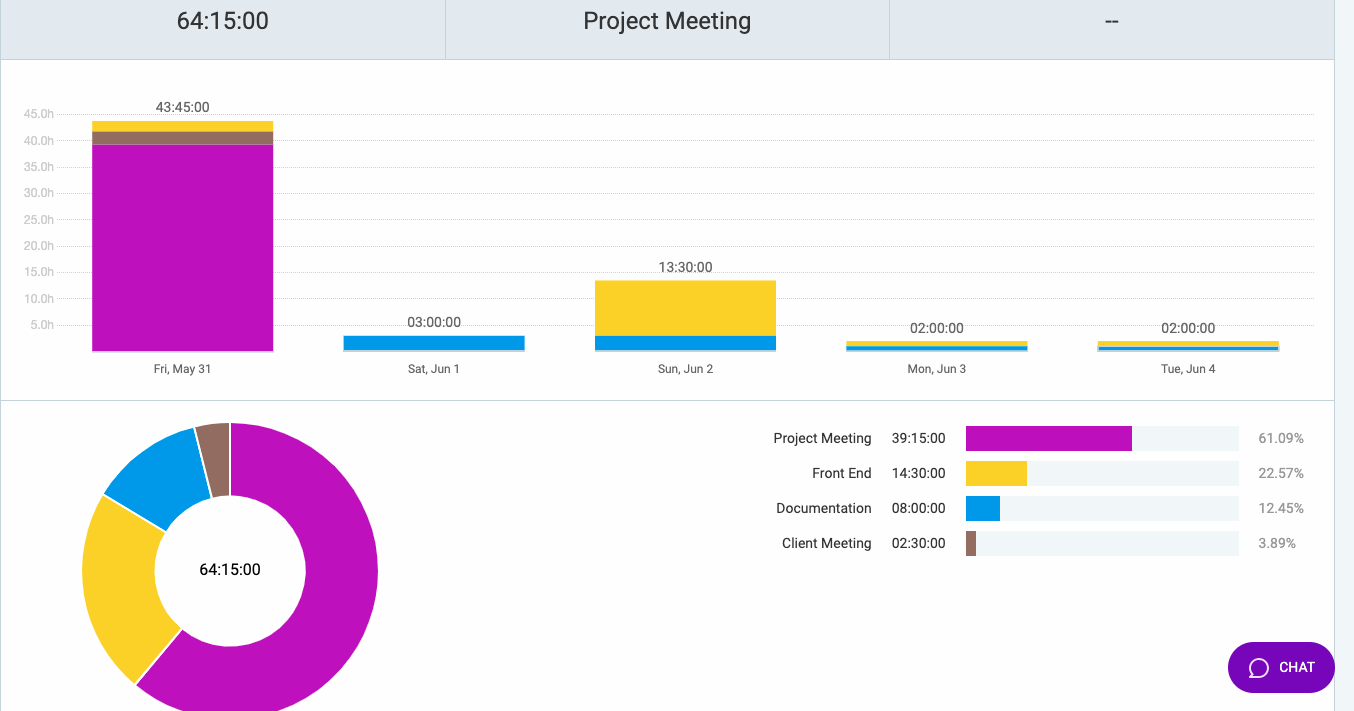 64:15:00 Project Meeting --
43:45:00
45.0h
40.0h
35.0h
30.0h
25.0h
20.0h
13:30:00
15.0h
10.0h
03:00:00
02:00:00 02:00:00
5.0h
Fri, May 31 Sat, Jun 1 Sun, Jun 2 Mon, Jun 3 Tue, Jun 4
Project Meeting 39:15:00 61.09%
Front End 14:30:00 22.57%
Documentation 08:00:00 12.45%
Client Meeting 02:30:00 3.89%
64:15:00
CHAT